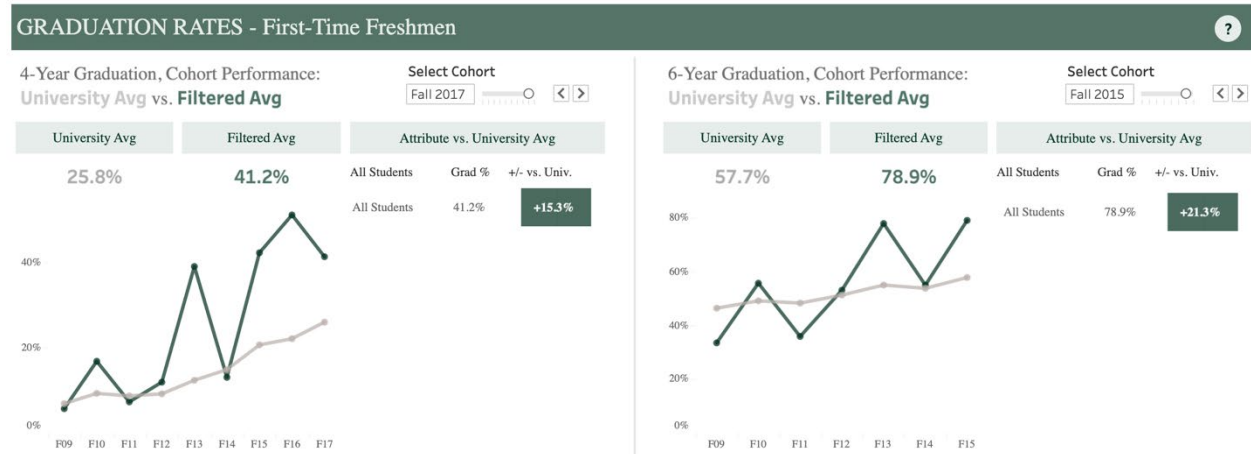 GRADUATION RATES - First-Time Freshmen
?
4-Year Graduation, Cohort Performance:
University Avg vs. Filtered Avg
Select Cohort
Fall 2017
< >
University Avg
Filtered Avg
Attribute vs. University Avg
25.8%
41.2%
All Students Grad % +/- vs. Univ.
All Students 41.2% +15.3%
40%
20%
0%
F09 F10 F11 F12 F13 F14 F15 F16 F17
6-Year Graduation, Cohort Performance:
University Avg vs. Filtered Avg
Select Cohort
Fall 2015
< >
University Avg
Filtered Avg
Attribute vs. University Avg
57.7%
78.9%
All Students Grad % +/- vs. Univ.
All Students 78.9% +21.3%
80%
60%
40%
20%
0%
F09 F10 F11 F12 F13 F14 F15